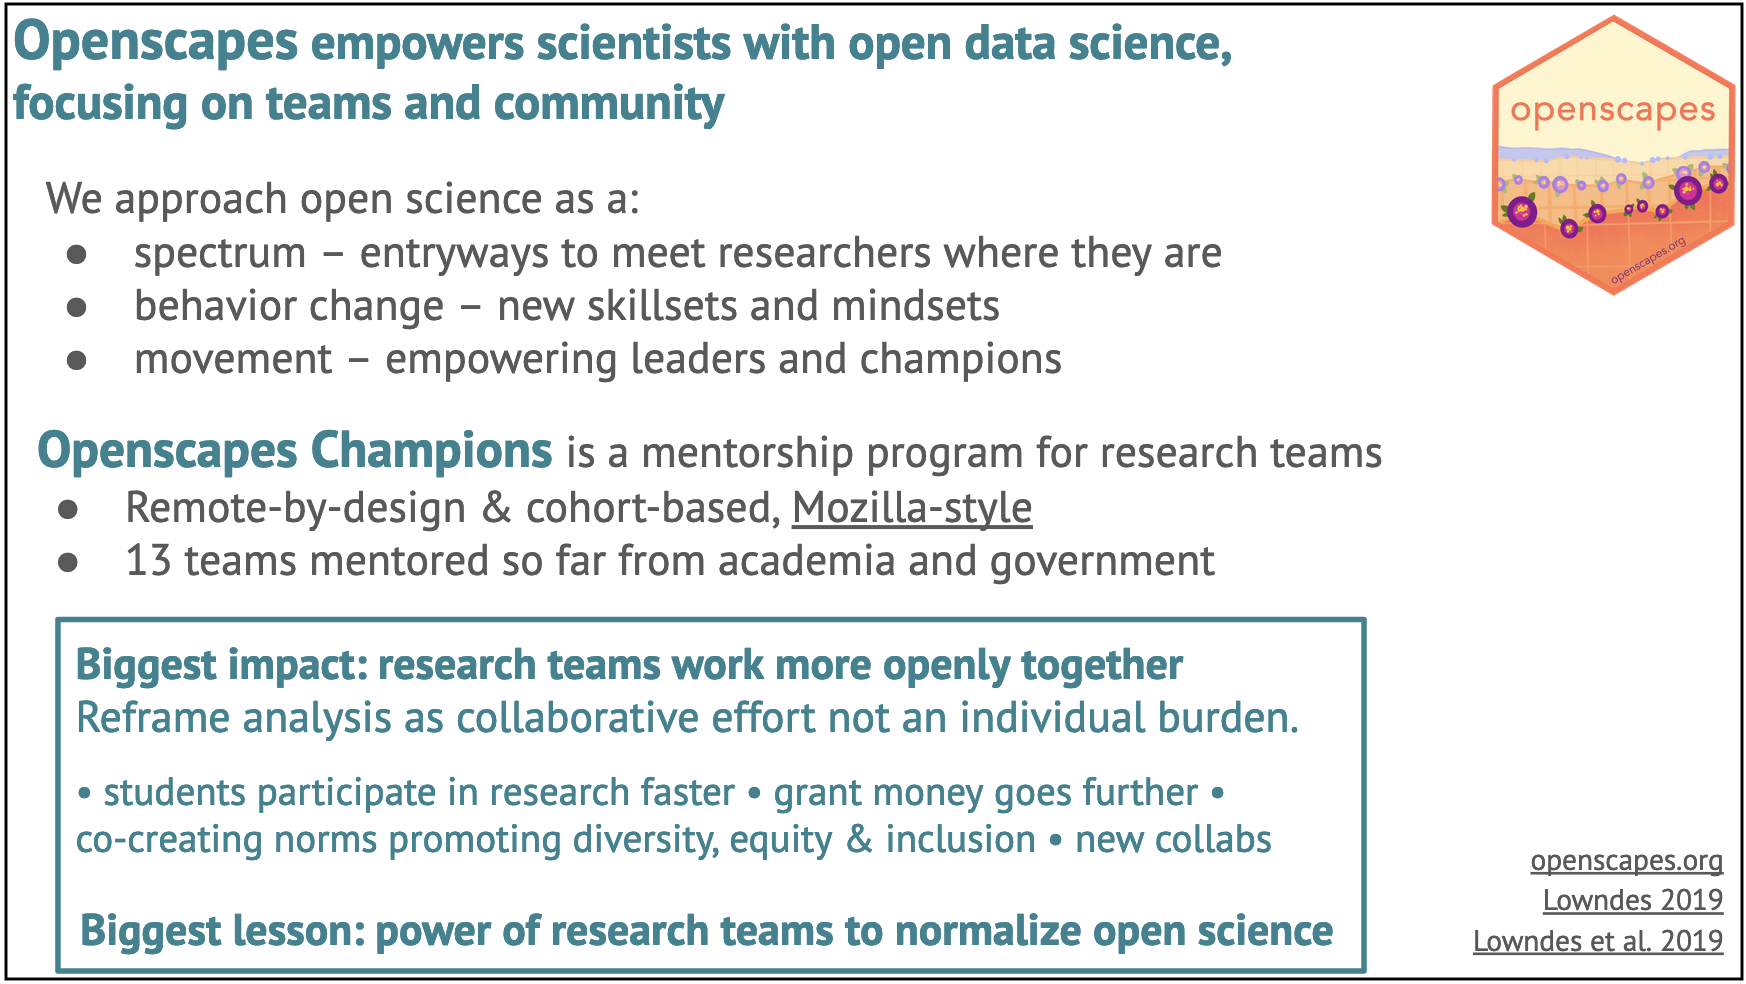 Openscapes empowers scientists with open data science,
focusing on teams and community
openscapes
openscapes.org
We approach open science as a:
● spectrum – entryways to meet researchers where they are
● behavior change – new skillsets and mindsets
● movement – empowering leaders and champions
Openscapes Champions is a mentorship program for research teams
● Remote-by-design & cohort-based, Mozilla-style
● 13 teams mentored so far from academia and government
Biggest impact: research teams work more openly together
Reframe analysis as collaborative effort not an individual burden.
• students participate in research faster • grant money goes further •
co-creating norms promoting diversity, equity & inclusion • new collabs
Biggest lesson: power of research teams to normalize open science
openscapes.org
Lowndes 2019
Lowndes et al. 2019